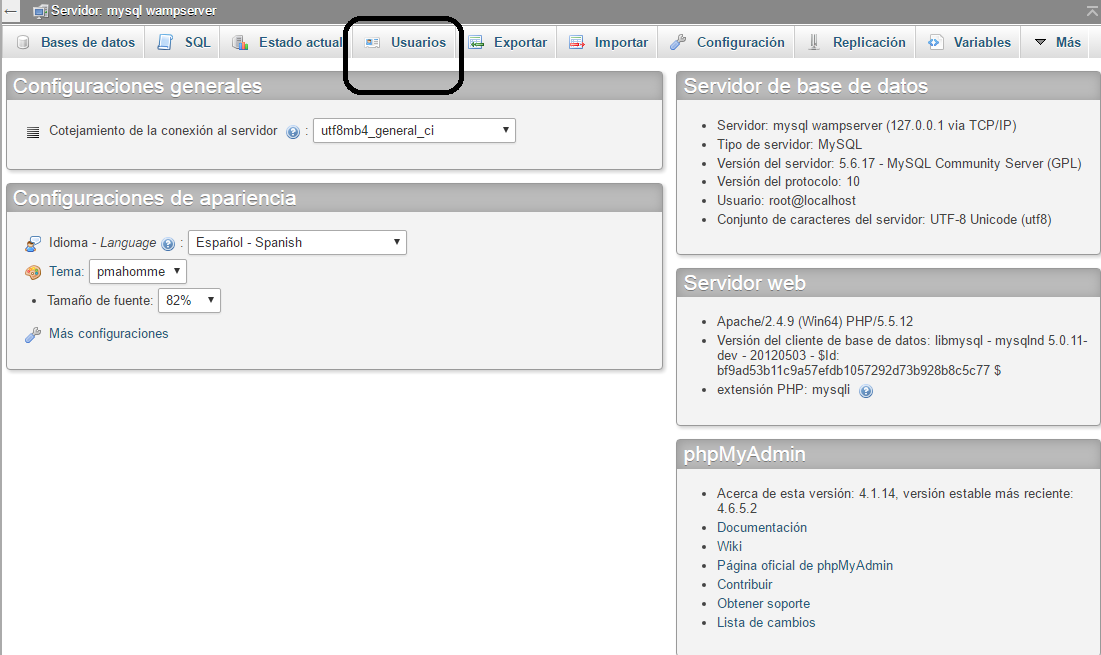 Servidor: mysql wampserver
Bases de datos SQL Estado actual Usuarios Exportar Importar Configuración Replicación Variables Más
Configuraciones generales
Cotejamiento de la conexión al servidor : utf8mb4_general_ci
Configuraciones de apariencia
Idioma - Language : Español - Spanish
Tema: pmahomme
Tamaño de fuente: 82%
Más configuraciones
Servidor de base de datos
Servidor: mysql wampserver (127.0.0.1 via TCP/IP)
Tipo de servidor: MySQL
Versión del servidor: 5.6.17 - MySQL Community Server (GPL)
Versión del protocolo: 10
Usuario: root@localhost
Conjunto de caracteres del servidor: UTF-8 Unicode (utf8)
Servidor web
Apache/2.4.9 (Win64) PHP/5.5.12
Versión del cliente de base de datos: libmysql - mysqlnd 5.0.11-
dev - 20120503 - $Id:
bf9ad53b11c9a57efdb1057292d73b928b8c5c77 $
extensión PHP: mysqli
phpMyAdmin
Acerca de esta versión: 4.1.14, versión estable más reciente:
4.6.5.2
Documentación
Wiki
Página oficial de phpMyAdmin
Contribuir
Obtener soporte
Lista de cambios